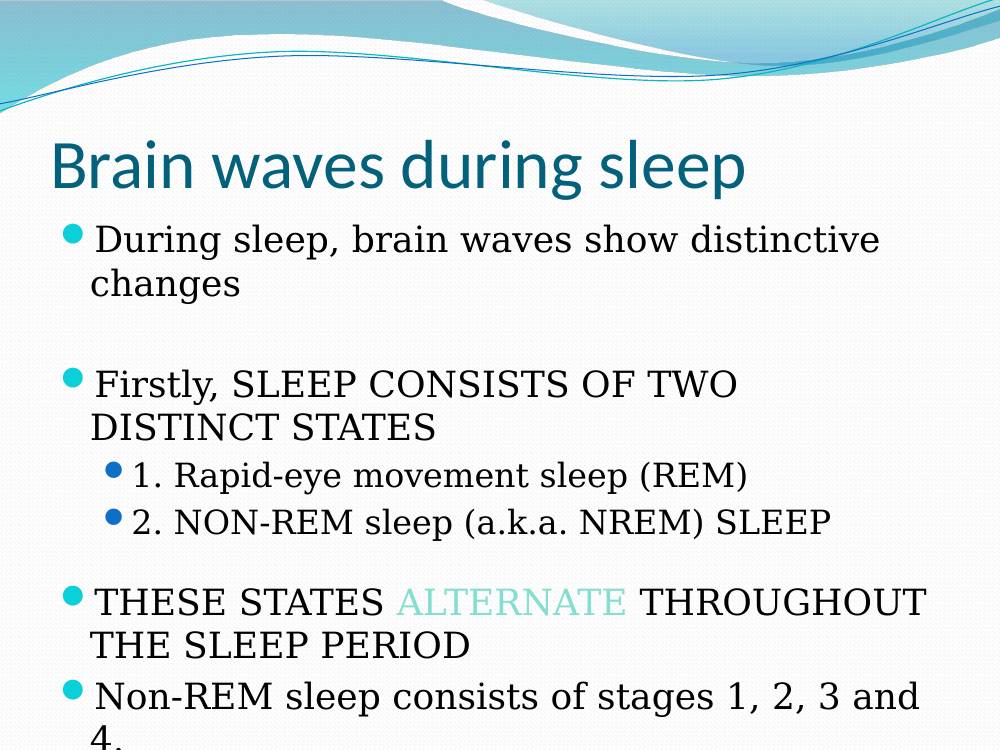 Brain waves during sleep
During sleep, brain waves show distinctive
changes
Firstly, SLEEP CONSISTS OF TWO
DISTINCT STATES
1. Rapid-eye movement sleep (REM)
2. NON-REM sleep (a.k.a. NREM) SLEEP
THESE STATES ALTERNATE THROUGHOUT
THE SLEEP PERIOD
Non-REM sleep consists of stages 1, 2, 3 and
4.